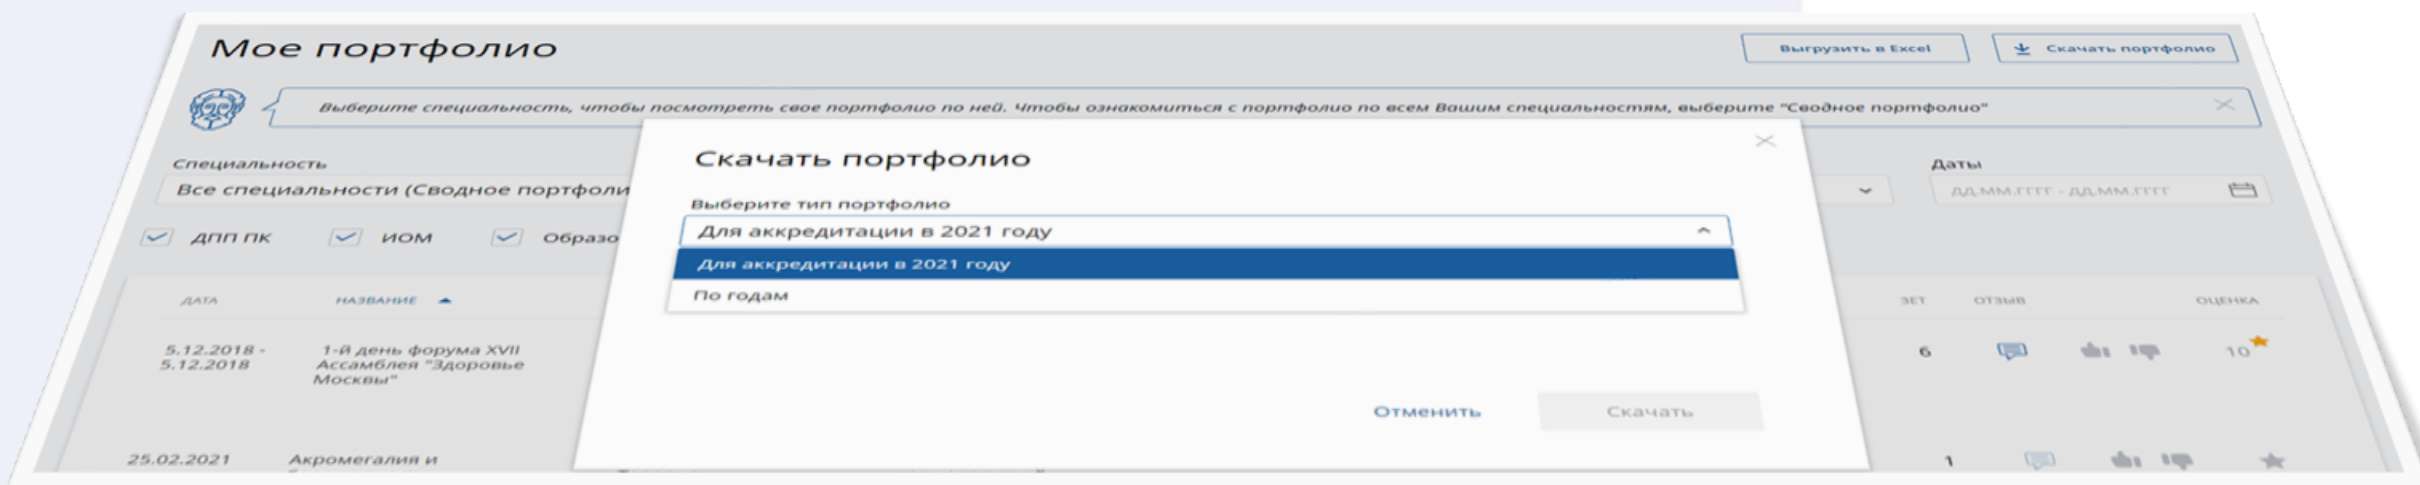 Мое портфолио
Выгрузить в Excel
Скачать портфолио
Выберите специальность, чтобы посмотреть свое портфолио по ней. Чтобы ознакомиться с портфолио по всем Вашим специальностям, выберите "Сводное портфолио"
Специальность
Все специальности (Сводное портфоли
Даты
ДД.ММ.ГГГГ - ДД.ММ.ГГГГ
ДПП ПК
ИОМ
Образо
Скачать портфолио
Выберите тип портфолио
Для аккредитации в 2021 году
Для аккредитации в 2021 году
По годам
Отменить
Скачать
ДАТА
НАЗВАНИЕ
ЗЕТ
ОТЗЫВ
ОЦЕНКА
5.12.2018 -
5.12.2018
1-й день форума XVII
Ассамблея "Здоровье
Москвы"
6
10
25.02.2021
Акромегалия и
1